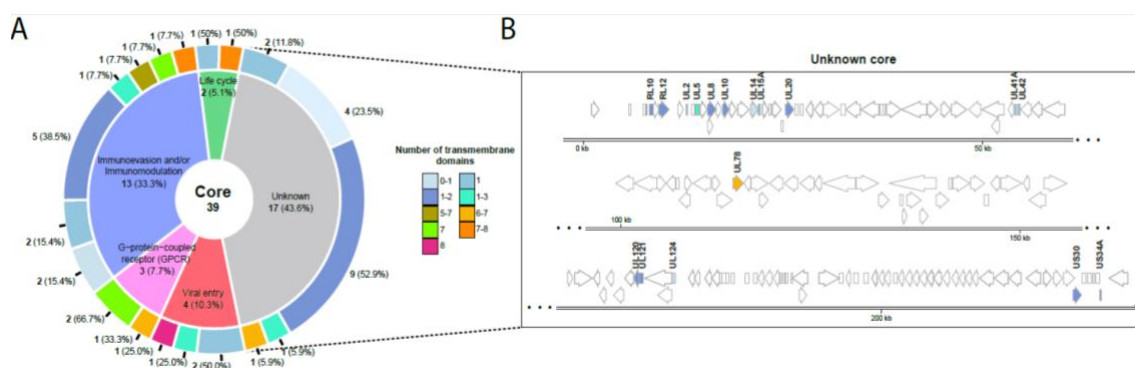 A
1 (7.7%)
1 (7.7%)
1 (7.7%)
1 (7.7%)
1 (50%)
1 (50%)
2 (11.8%)
4 (23.5%)
9 (52.9%)
1 (5.9%)
1 (5.9%)
2 (50.0%)
1 (25.0%)
1 (25.0%)
1 (33.3%)
2 (66.7%)
2 (15.4%)
2 (15.4%)
5 (38.5%)
Life cycle
2 (5.1%)
Immunoevasion and/or
Immunomodulation
13 (33.3%)
Core
39
Unknown
17 (43.6%)
G-protein-coupled
receptor (GPCR)
3 (7.7%)
Viral entry
4 (10.3%)
Number of transmembrane
domains
0-1
1
1-2
1-3
5-7
6-7
7
7-8
8
B
Unknown core
RL10
RL12
UL2
UL5
UL8
UL10
UL14
UL15A
UL20
UL41A
UL42
0 kb
50 kb
UL78
100 kb
150 kb
UL120
UL121
UL124
US30
US34A
200 kb